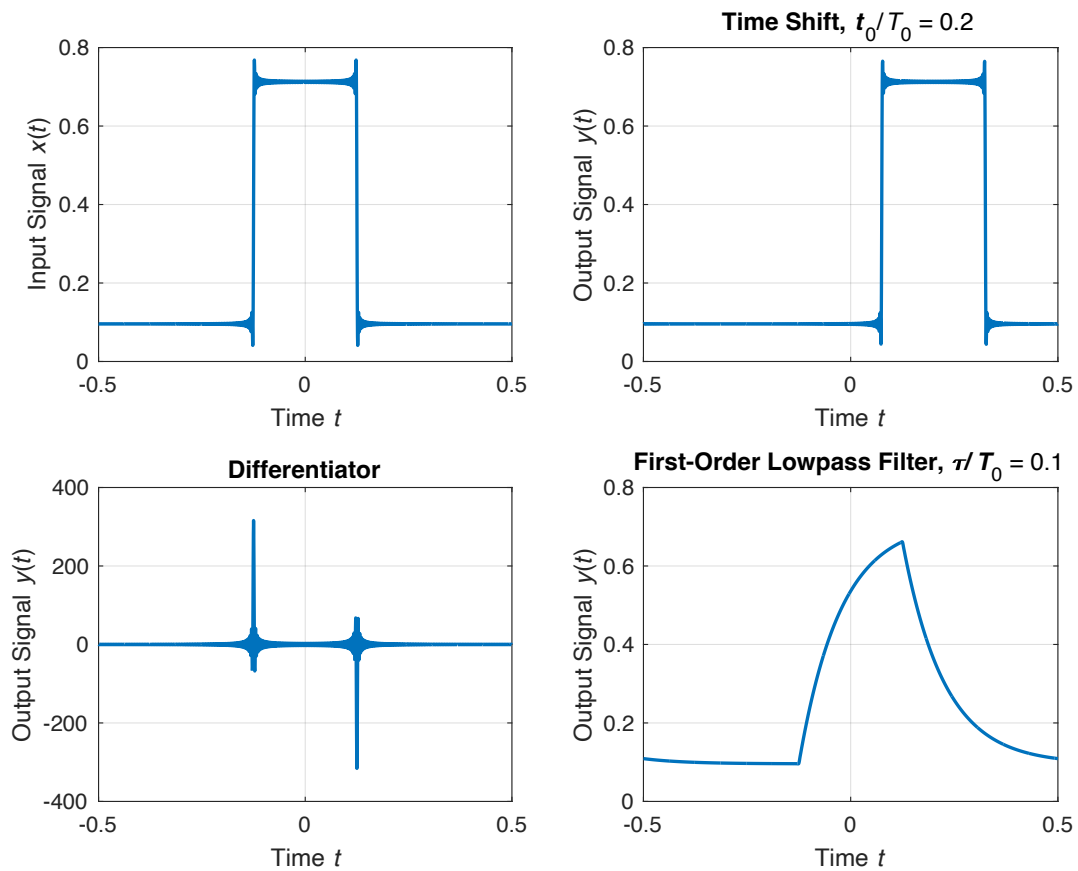 0.8
0.6
0.4
0.2
0
-0.5
0
0.5
Input Signal x(t)
Time t
Time Shift, t0/T0 = 0.2
0.8
0.6
0.4
0.2
0
-0.5
0
0.5
Output Signal y(t)
Time t
Differentiator
400
200
0
-200
-400
-0.5
0
0.5
Output Signal y(t)
Time t
First-Order Lowpass Filter, τ/T0 = 0.1
0.8
0.6
0.4
0.2
0
-0.5
0
0.5
Output Signal y(t)
Time t